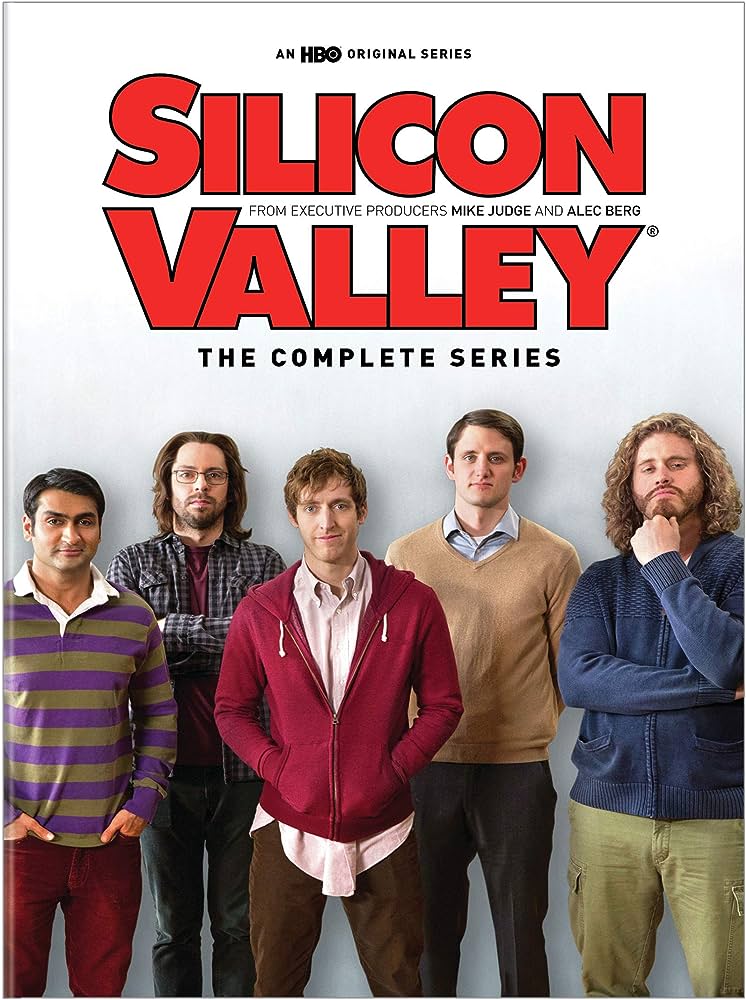 AN HBO ORIGINAL SERIES
SILICON
FROM EXECUTIVE PRODUCERS MIKE JUDGE AND ALEC BERG
VALLEY®
THE COMPLETE SERIES